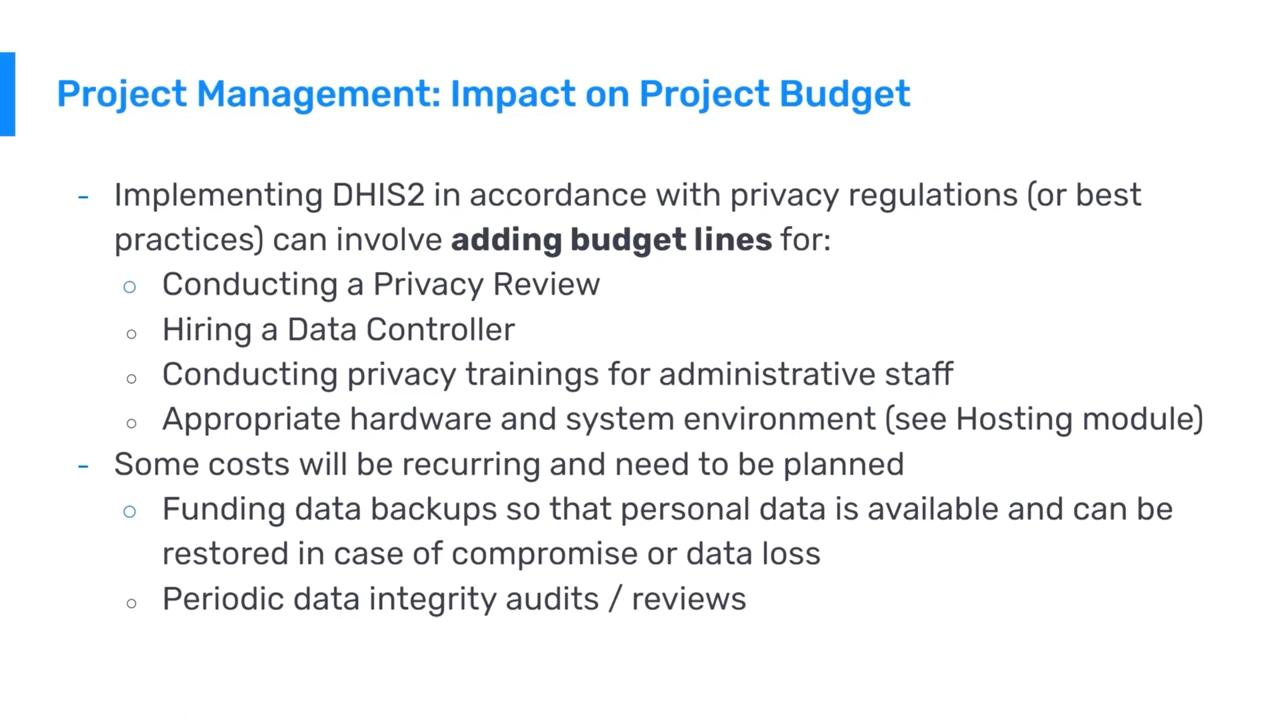 Project Management: Impact on Project Budget
- Implementing DHIS2 in accordance with privacy regulations (or best
practices) can involve adding budget lines for:
○ Conducting a Privacy Review
○ Hiring a Data Controller
○ Conducting privacy trainings for administrative staff
○ Appropriate hardware and system environment (see Hosting module)
- Some costs will be recurring and need to be planned
○ Funding data backups so that personal data is available and can be
restored in case of compromise or data loss
○ Periodic data integrity audits / reviews